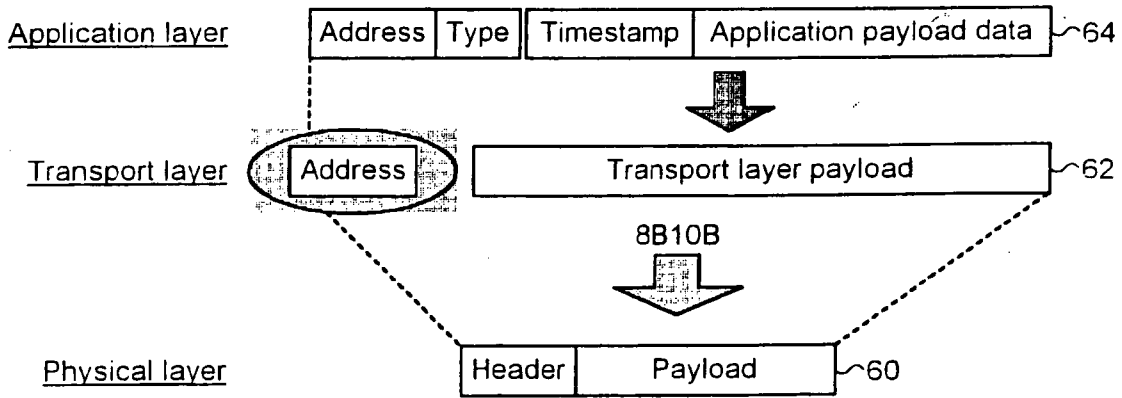 Application layer Address Type Timestamp Application payload data 64
Transport layer Address Transport layer payload 62
8B10B
Physical layer Header Payload 60